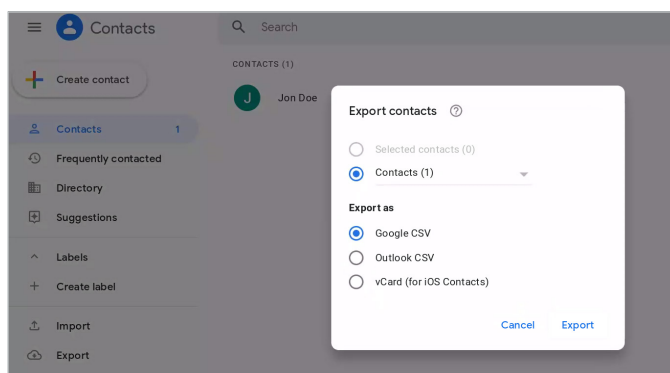 Contacts
Search
Create contact
Contacts 1
Frequently contacted
Directory
Suggestions
Labels
Create label
Import
Export
CONTACTS (1)
J Jon Doe
Export contacts
Selected contacts (0)
Contacts (1)
Export as
Google CSV
Outlook CSV
vCard (for iOS Contacts)
Cancel Export